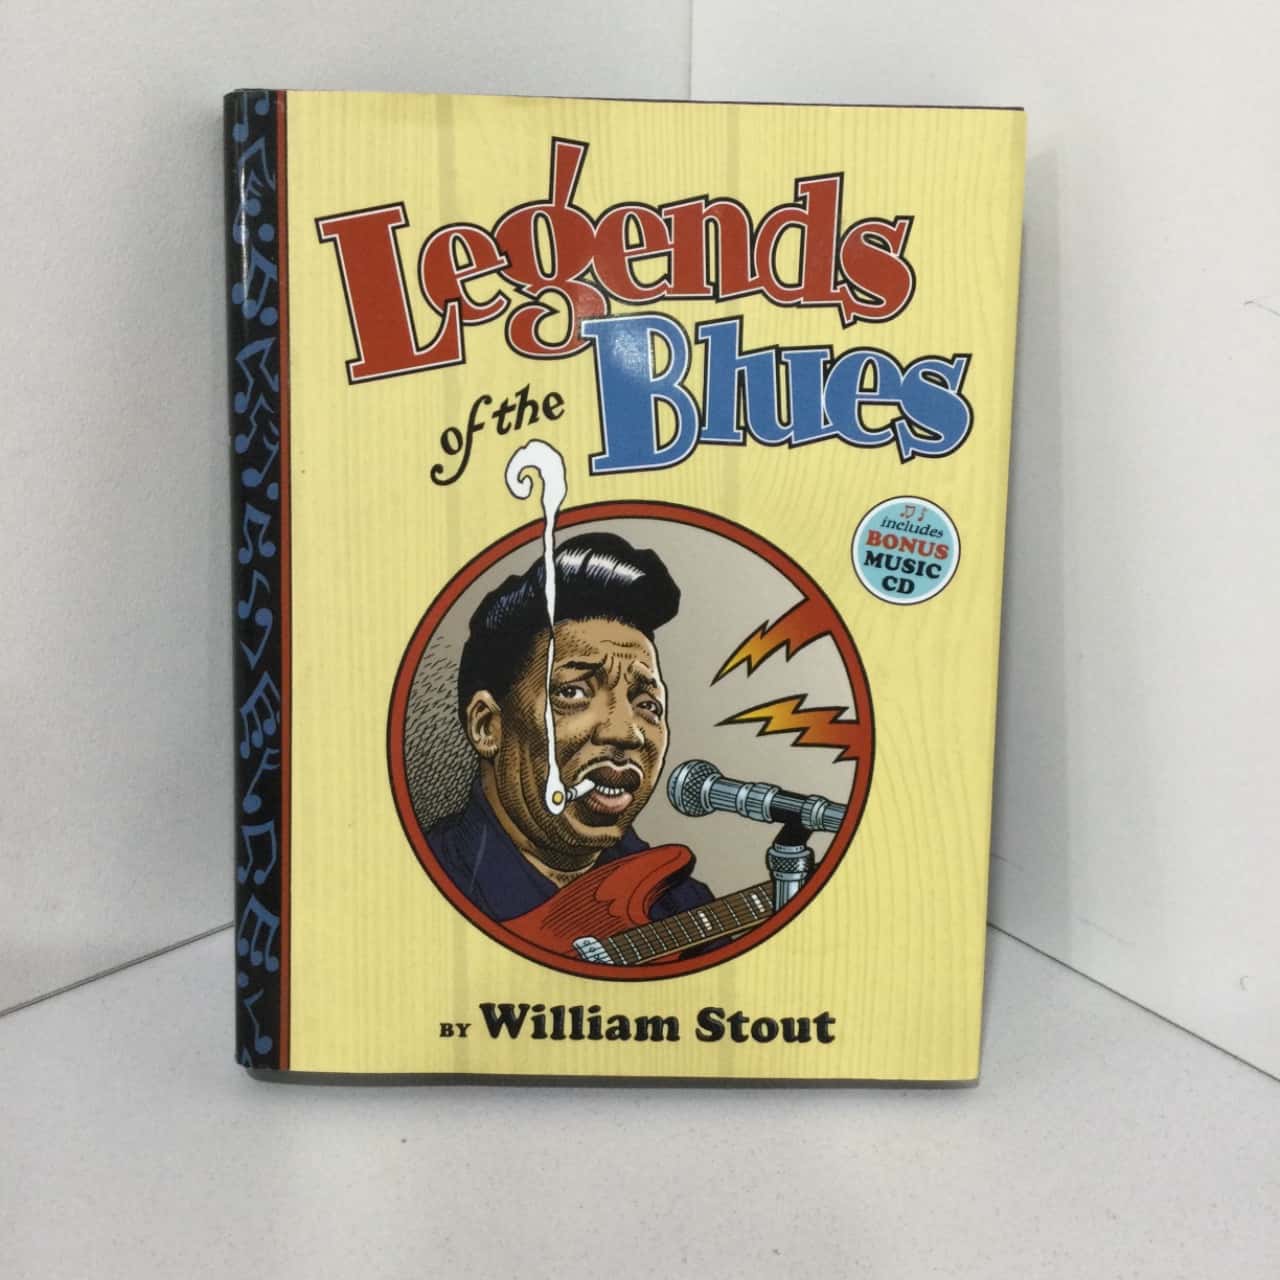 Legends
of the Blues
includes
BONUS
MUSIC
CD
BY William Stout